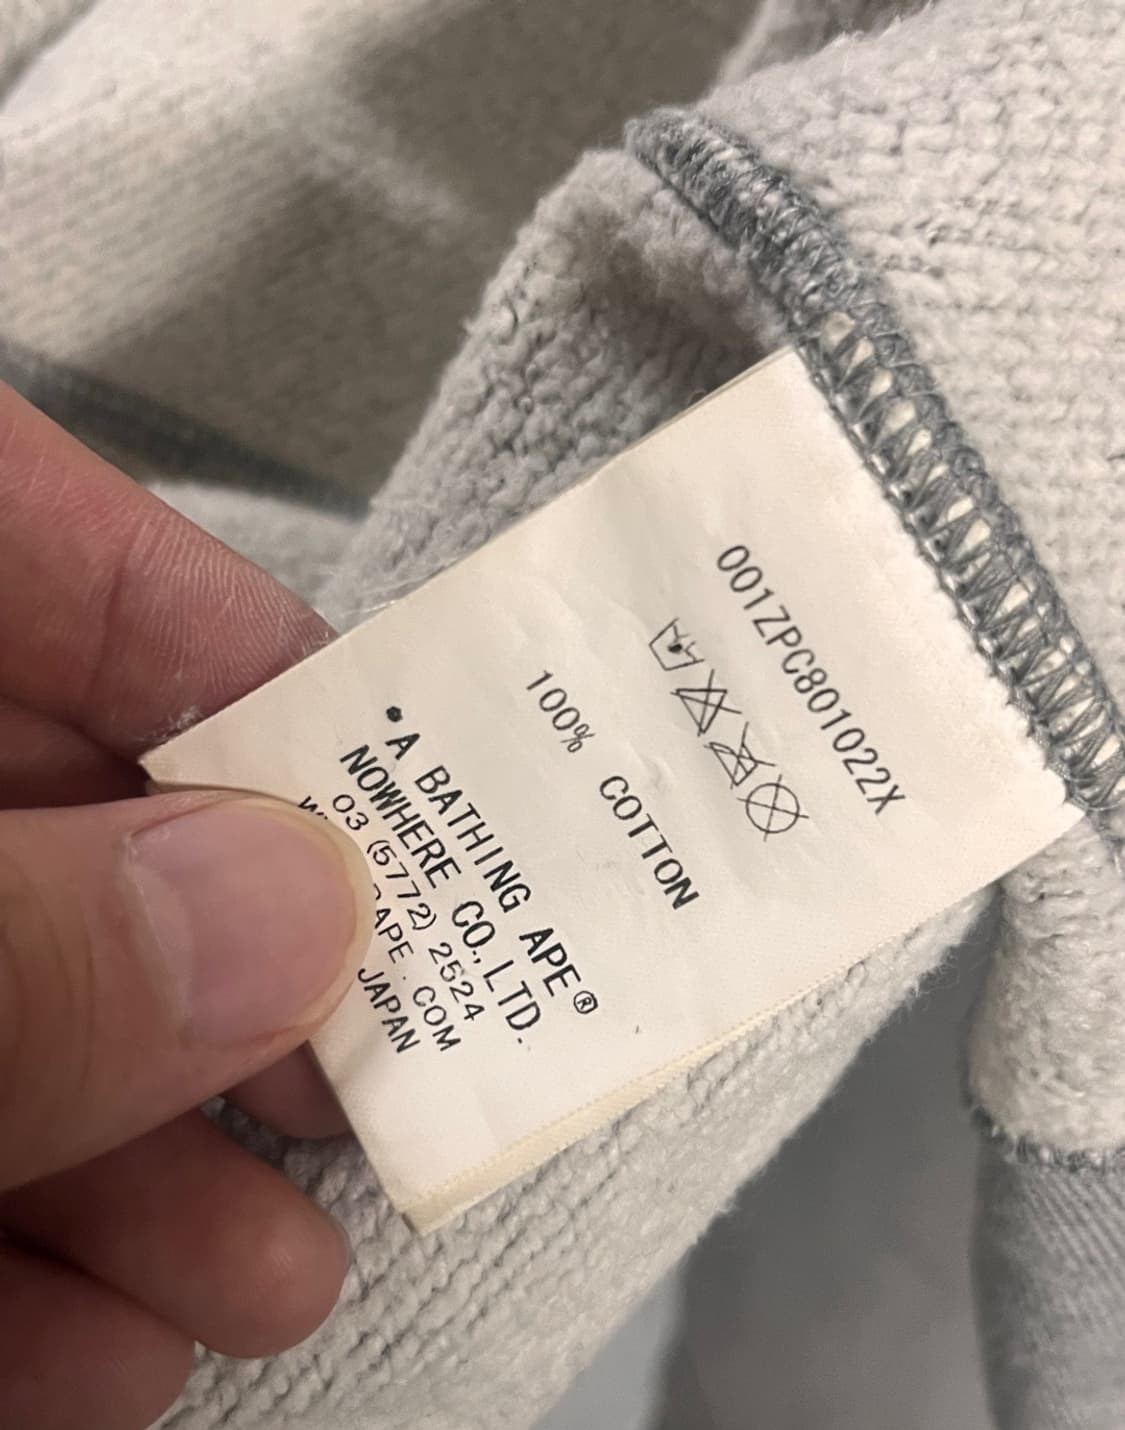 001ZPC801022X
100% COTTON
• A BATHING APE®
NOWHERE CO., LTD.
03 (5772) 2524
APE . COM
JAPAN